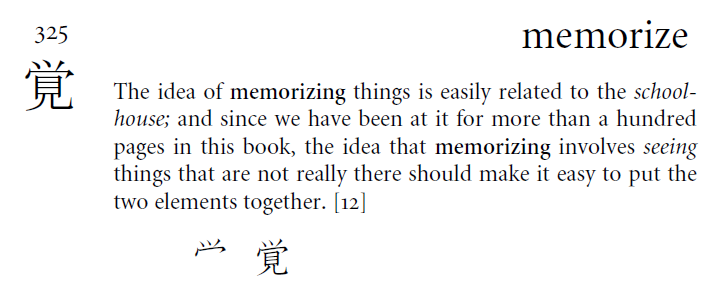 325
memorize
覚
The idea of memorizing things is easily related to the school-
house; and since we have been at it for more than a hundred
pages in this book, the idea that memorizing involves seeing
things that are not really there should make it easy to put the
two elements together. [12]
𰃮 覚